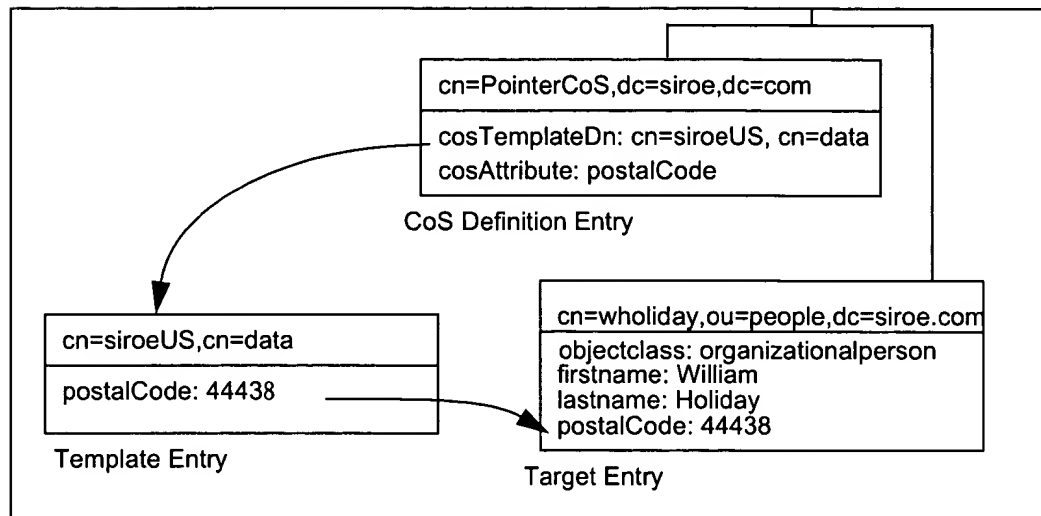 cn=PointerCoS,dc=siroe,dc=com
cosTemplateDn: cn=siroeUS, cn=data
cosAttribute: postalCode
CoS Definition Entry
cn=siroeUS,cn=data
postalCode: 44438
Template Entry
cn=wholiday,ou=people,dc=siroe.com
objectclass: organizationalperson
firstname: William
lastname: Holiday
postalCode: 44438
Target Entry